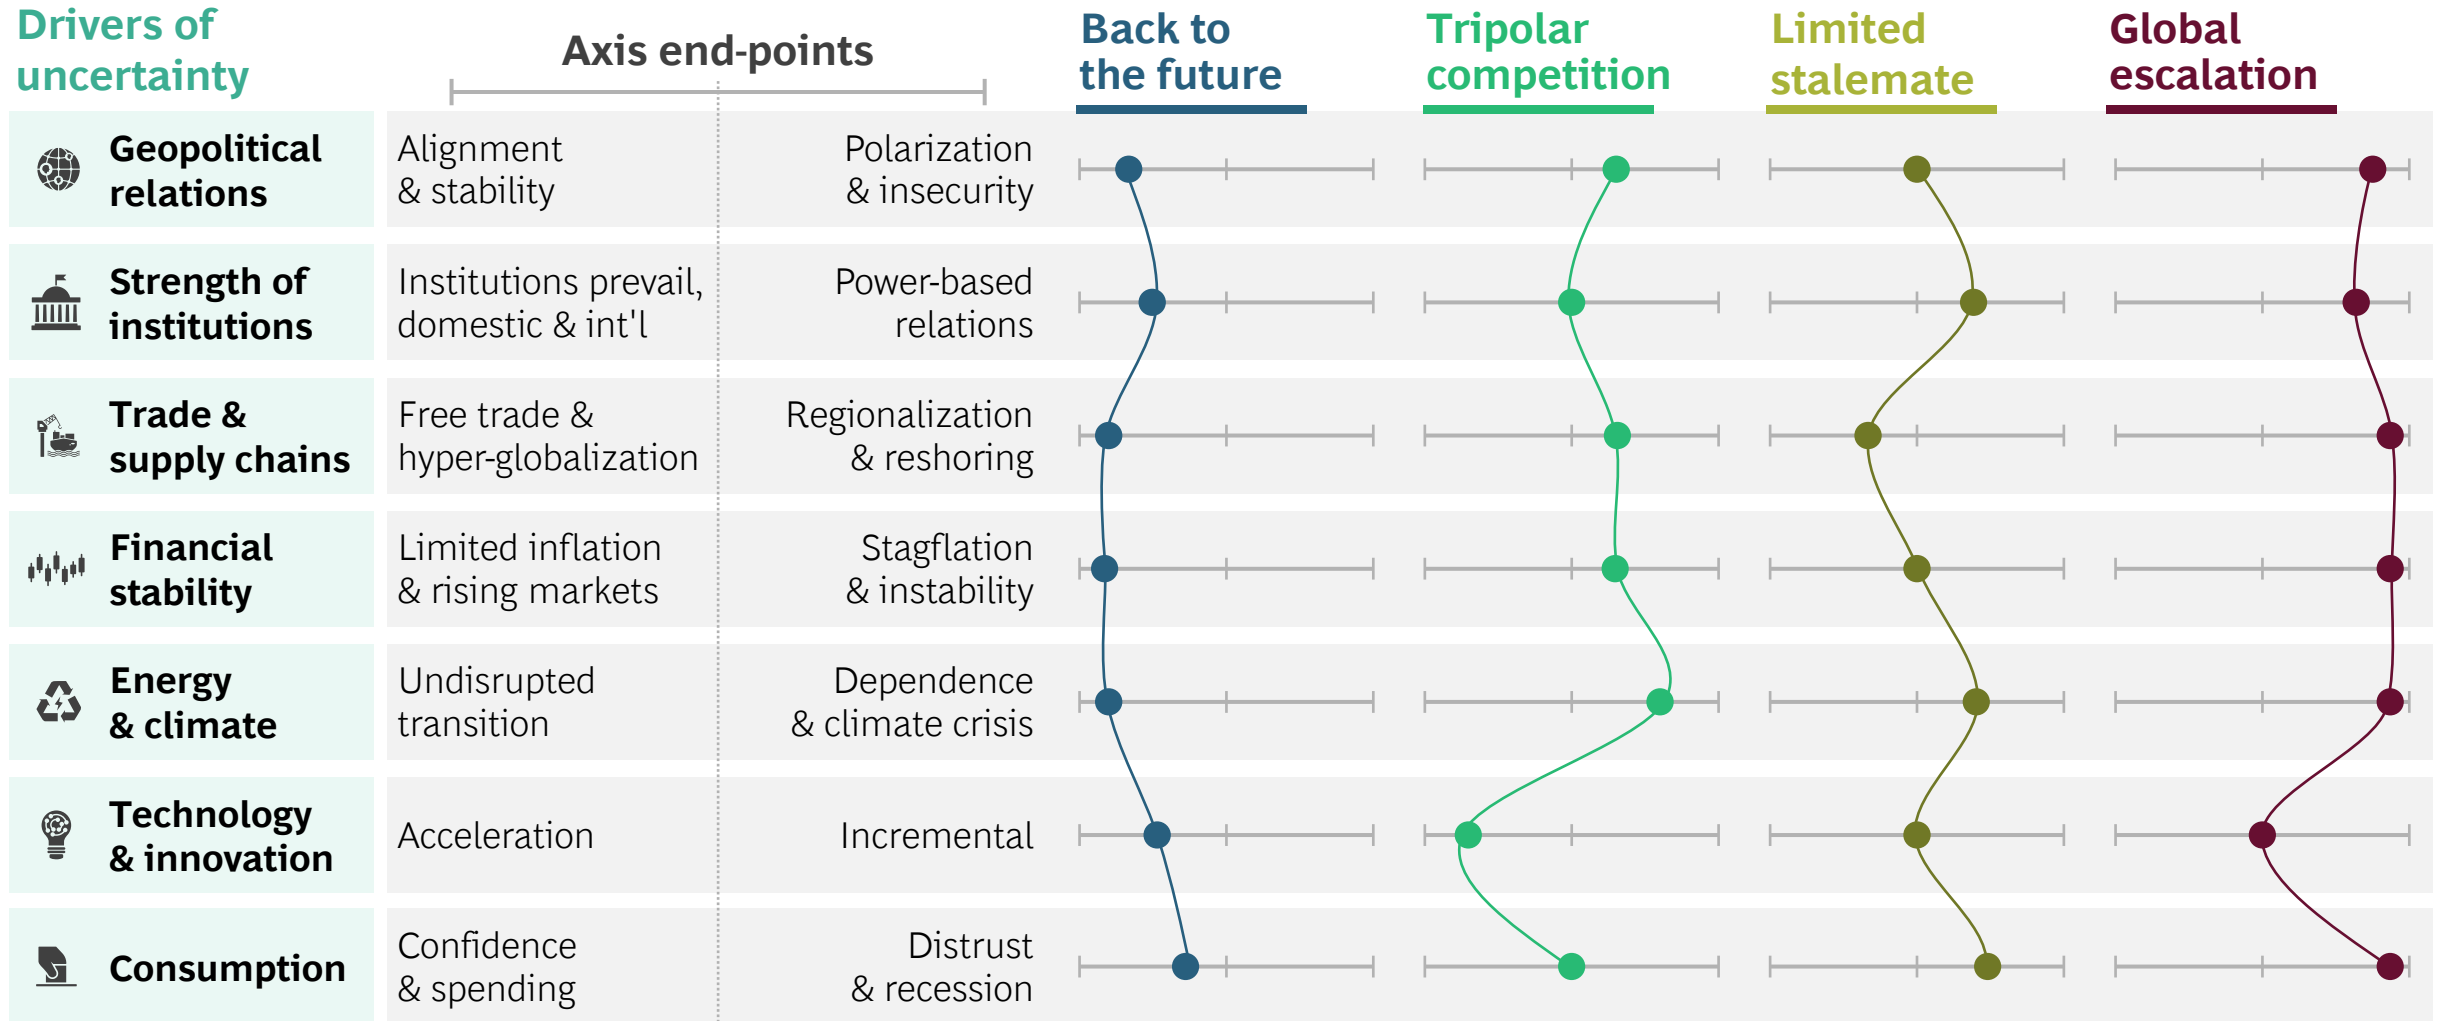 Drivers of
uncertainty
Axis end-points
Back to
the future
Tripolar
competition
Limited
stalemate
Global
escalation
Geopolitical
relations
Alignment
& stability
Polarization
& insecurity
Strength of
institutions
Institutions prevail,
domestic & int'l
Power-based
relations
Trade &
supply chains
Free trade &
hyper-globalization
Regionalization
& reshoring
Financial
stability
Limited inflation
& rising markets
Stagflation
& instability
Energy
& climate
Undisrupted
transition
Dependence
& climate crisis
Technology
& innovation
Acceleration
Incremental
Consumption
Confidence
& spending
Distrust
& recession